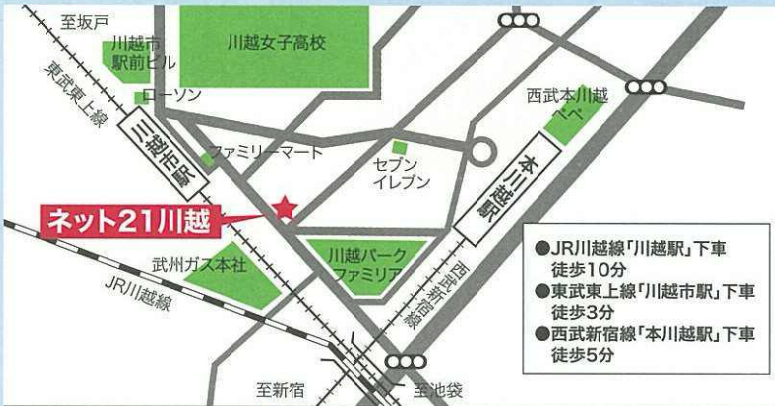 至坂戸
川越市
駅前ビル
川越女子高校
東武東上線
ローソン
西武本川越
ペペ
川越市駅
ファミリーマート
セブン
イレブン
本川越駅
ネット21川越
武州ガス本社
川越パーク
ファミリア
JR川越線
西武新宿線
●JR川越線「川越駅」下車
徒歩10分
●東武東上線「川越市駅」下車
徒歩3分
●西武新宿線「本川越駅」下車
徒歩5分
至新宿
至池袋